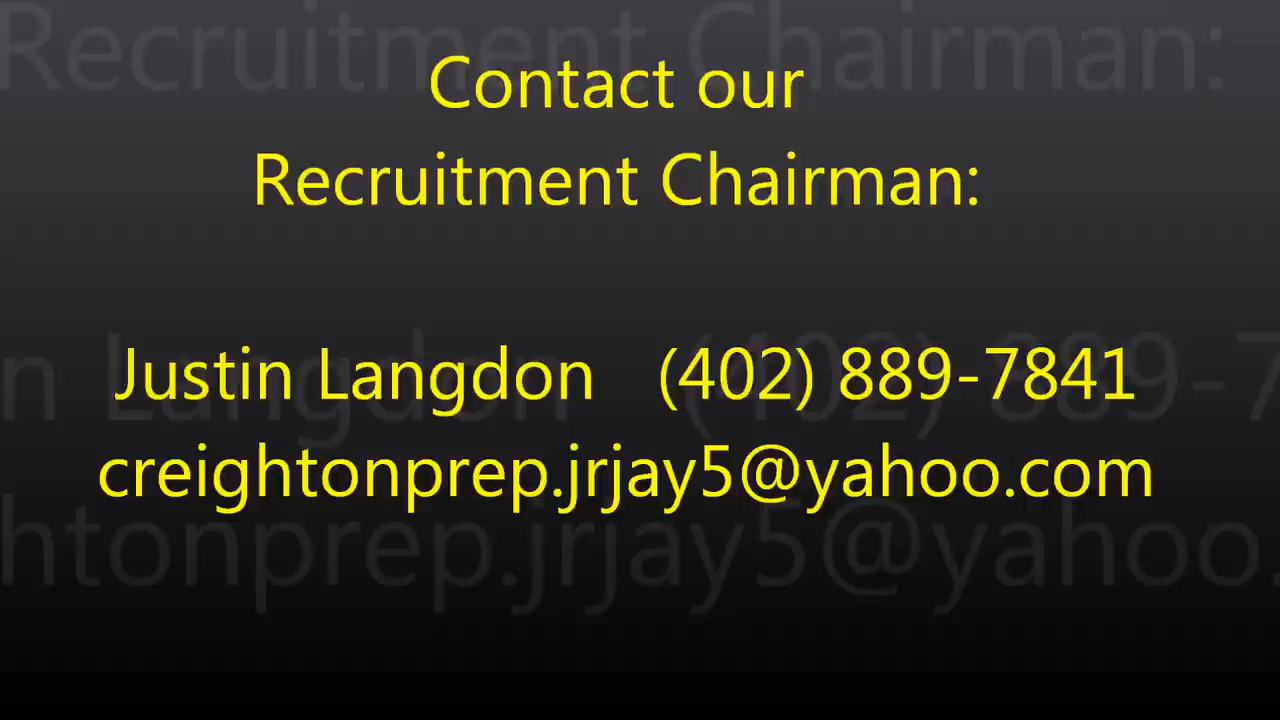 Contact our
Recruitment Chairman:
Justin Langdon (402) 889-7841
creightonprep.jrjay5@yahoo.com